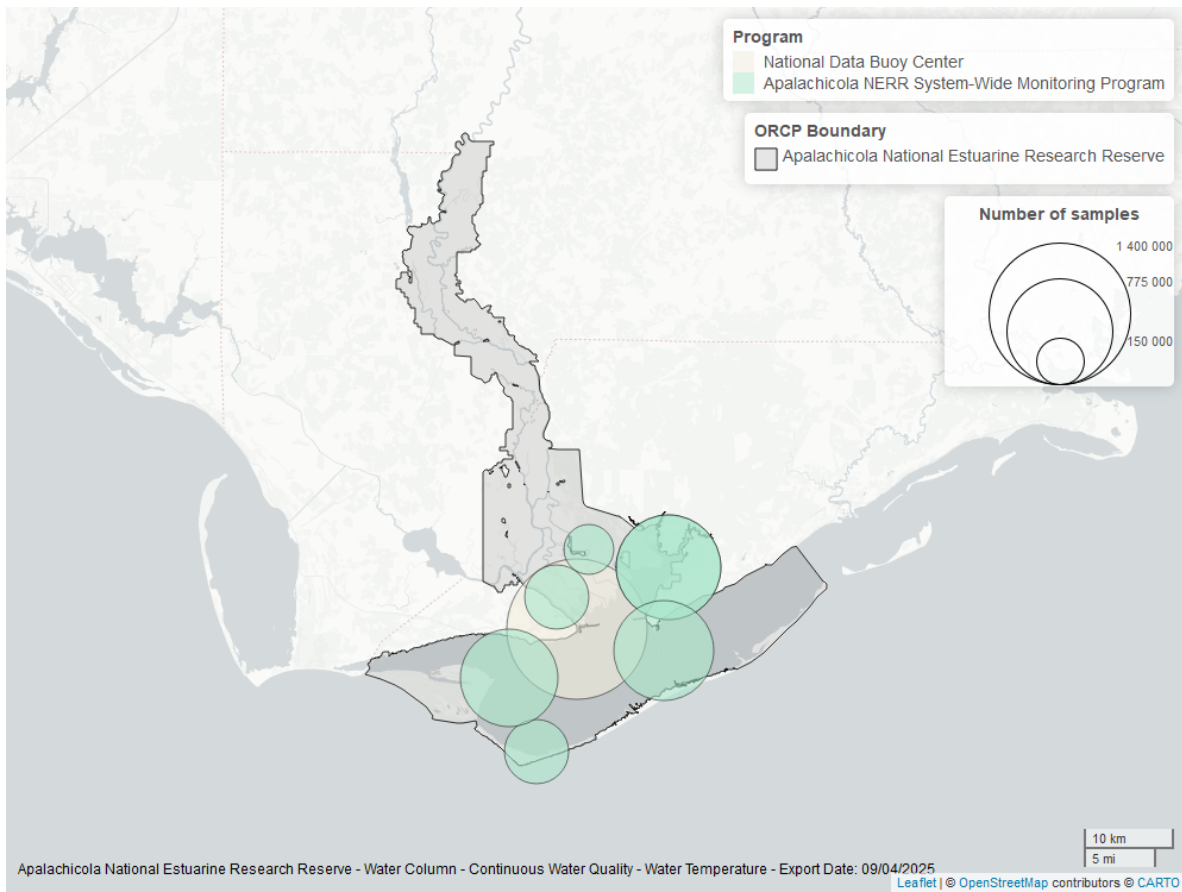 Program
National Data Buoy Center
Apalachicola NERR System-Wide Monitoring Program
ORCP Boundary
Apalachicola National Estuarine Research Reserve
Number of samples
1 400 000
775 000
150 000
10 km
5 mi
Apalachicola National Estuarine Research Reserve - Water Column - Continuous Water Quality - Water Temperature - Export Date: 09/04/2025
Leaflet | © OpenStreetMap contributors © CARTO